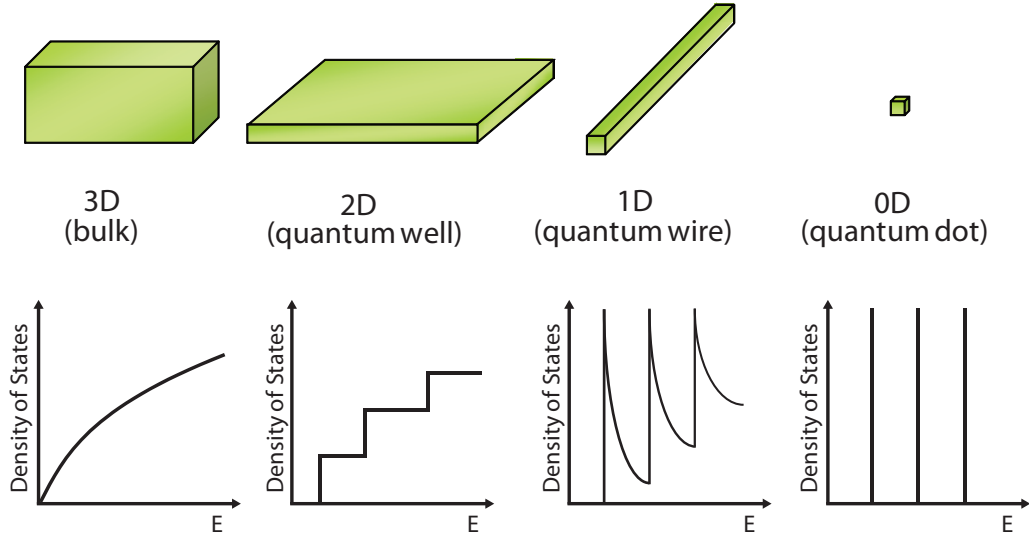 3D
(bulk)
2D
(quantum well)
1D
(quantum wire)
0D
(quantum dot)
Density of States
E
Density of States
E
Density of States
E
Density of States
E